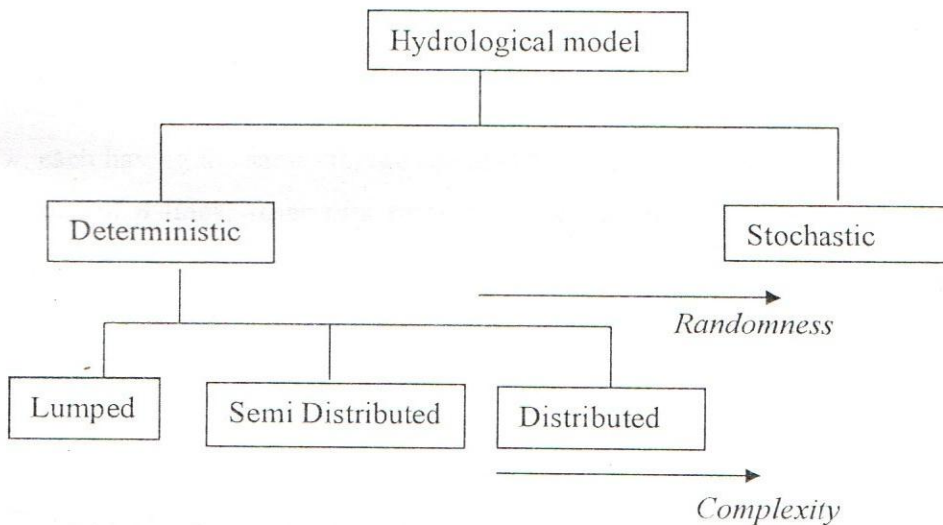 Hydrological model
Deterministic
Stochastic
Randomness
Lumped
Semi Distributed
Distributed
Complexity